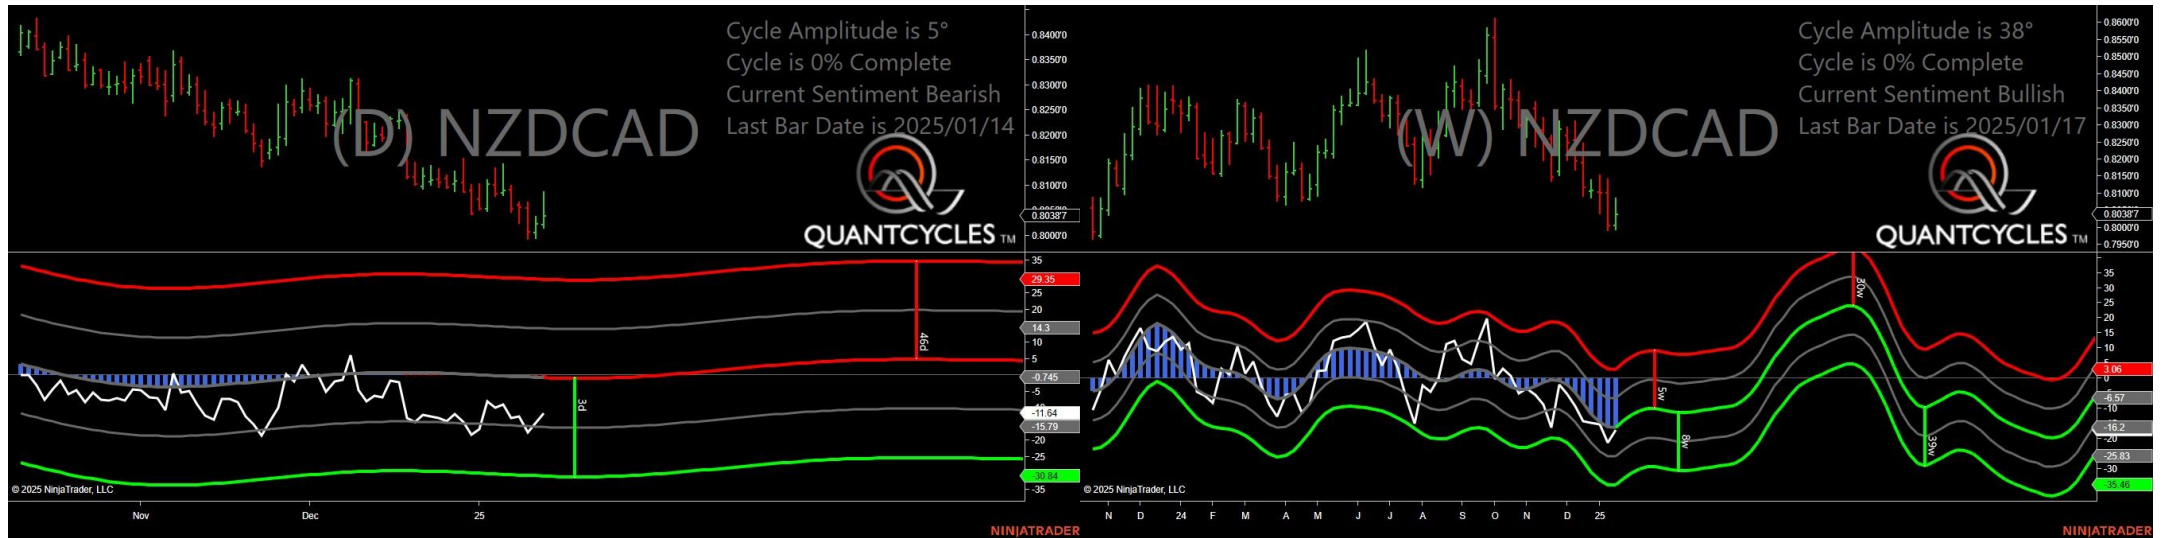 Cycle Amplitude is 5°
Cycle is 0% Complete
Current Sentiment Bearish
Last Bar Date is 2025/01/14
(D) NZDCAD
QUANTCYCLES TM
0.8400'0
0.8350'0
0.8300'0
0.8250'0
0.8200'0
0.8150'0
0.8100'0
0.8038'7
0.8000'0
35
29.35
25
20
14.3
10
5
-0.745
-5
-11.64
-15.79
-20
-25
-30.84
-35
46d
3d
© 2025 NinjaTrader, LLC
Nov Dec 25
NINJATRADER
Cycle Amplitude is 38°
Cycle is 0% Complete
Current Sentiment Bullish
Last Bar Date is 2025/01/17
(W) NZDCAD
QUANTCYCLES TM
0.8600'0
0.8550'0
0.8500'0
0.8450'0
0.8400'0
0.8350'0
0.8300'0
0.8250'0
0.8200'0
0.8150'0
0.8100'0
0.8038'7
0.8000'0
0.7950'0
35
30
25
20
15
10
5
3.06
0
-6.57
-10
-16.2
-20
-25.83
-30
-35.46
5w
8w
30w
39w
© 2025 NinjaTrader, LLC
N D 24 F M A M J J A S O N D 25
NINJATRADER